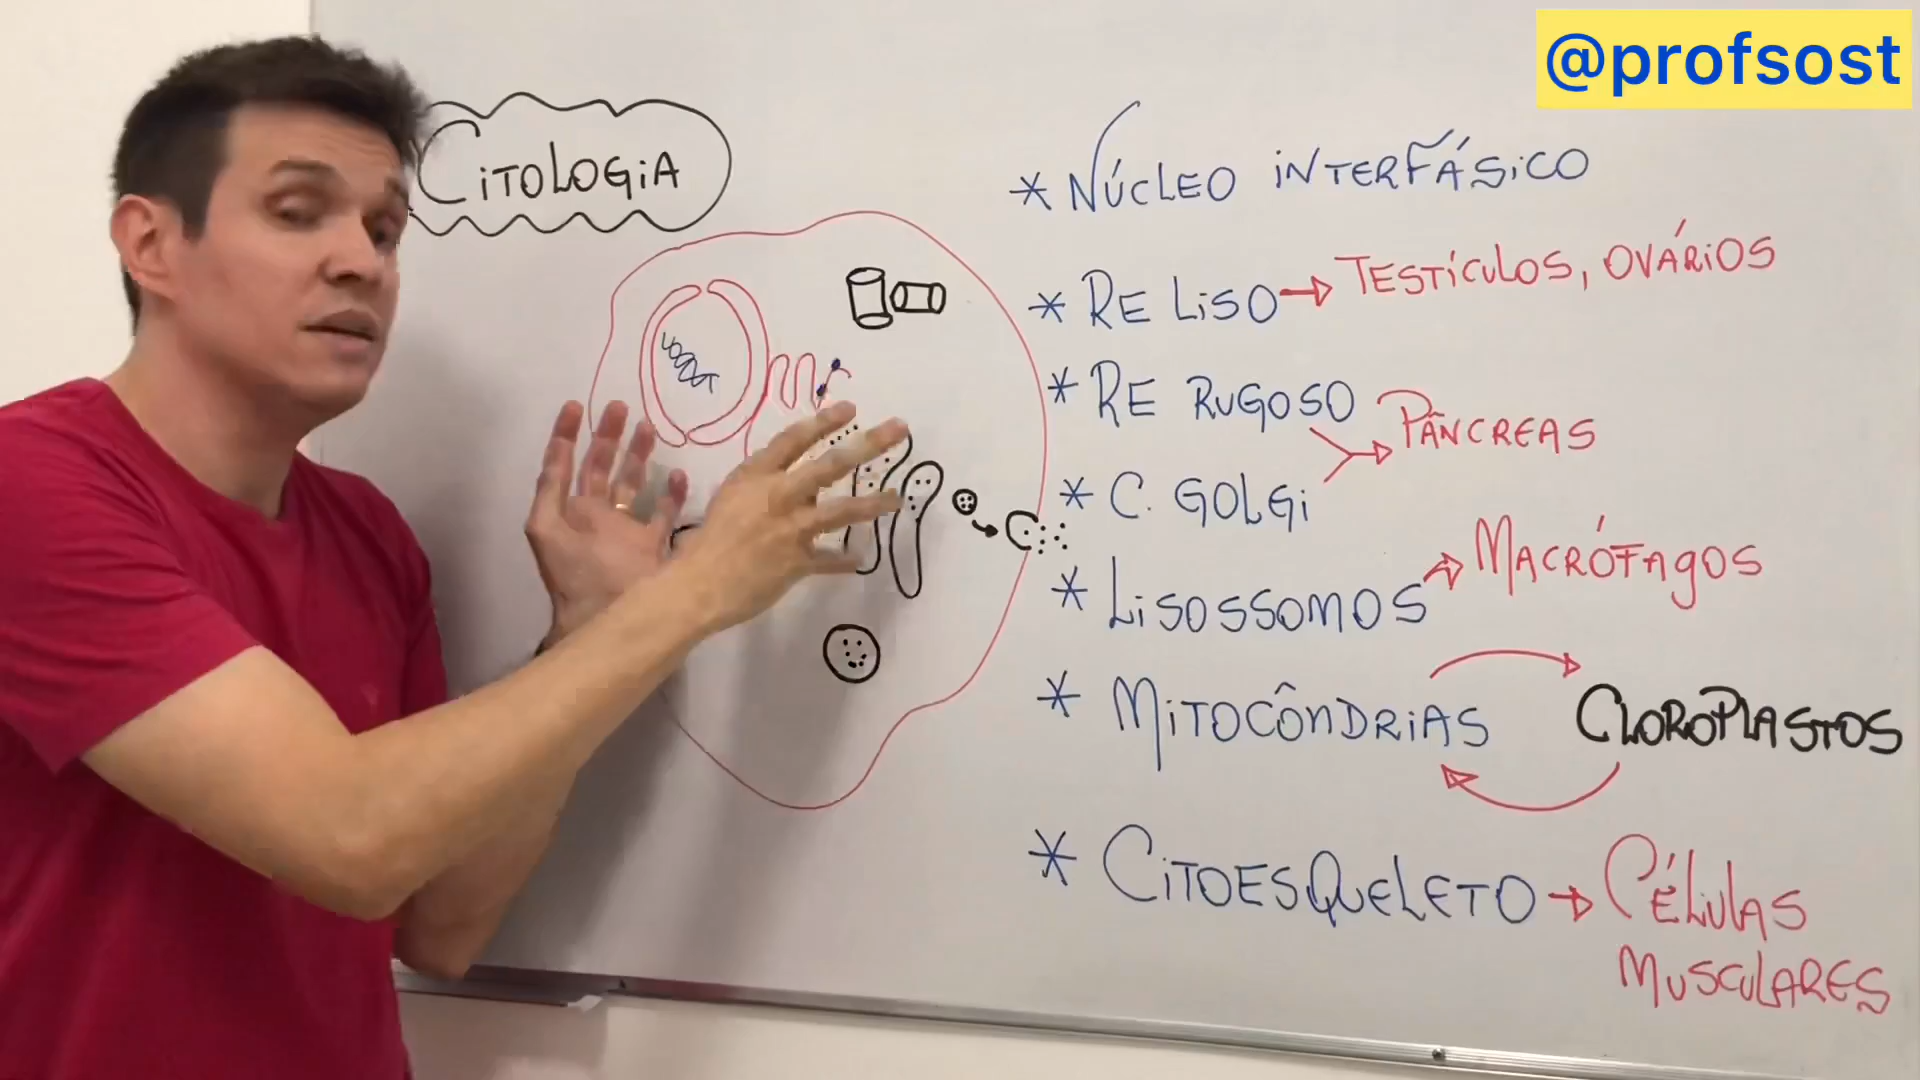 @profsost
CITOLOGIA
* NÚCLEO INTERFÁSICO
* RE LISO → TESTÍCULOS, OVÁRIOS
* RE RUGOSO
PÂNCREAS
* C. GOLGI
* LISOSSOMOS → MACRÓFAGOS
* MITOCÔNDRIAS
CLOROPLASTOS
* CITOESQUELETO → CÉLULAS
MUSCULARES